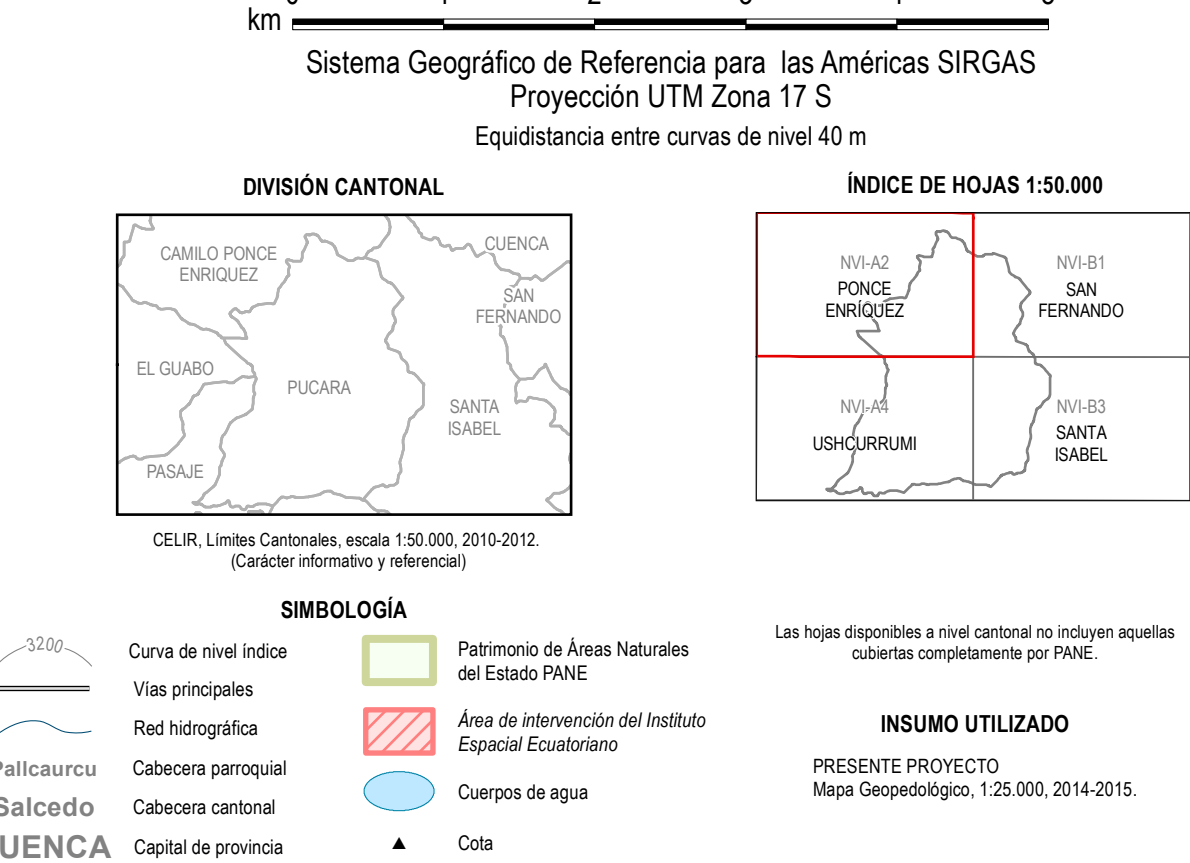 km
Sistema Geográfico de Referencia para las Américas SIRGAS
Proyección UTM Zona 17 S
Equidistancia entre curvas de nivel 40 m
DIVISIÓN CANTONAL
CAMILO PONCE
ENRIQUEZ
CUENCA
SAN
FERNANDO
EL GUABO
PUCARA
SANTA
ISABEL
PASAJE
CELIR, Límites Cantonales, escala 1:50.000, 2010-2012.
(Carácter informativo y referencial)
ÍNDICE DE HOJAS 1:50.000
NVI-A2
PONCE
ENRÍQUEZ
NVI-B1
SAN
FERNANDO
NVI-A4
USHCURRUMI
NVI-B3
SANTA
ISABEL
SIMBOLOGÍA
3200
Curva de nivel índice
Vías principales
Red hidrográfica
Pallcaurcu
Cabecera parroquial
Salcedo
Cabecera cantonal
UENCA
Capital de provincia
Patrimonio de Áreas Naturales
del Estado PANE
Área de intervención del Instituto
Espacial Ecuatoriano
Cuerpos de agua
Cota
Las hojas disponibles a nivel cantonal no incluyen aquellas
cubiertas completamente por PANE.
INSUMO UTILIZADO
PRESENTE PROYECTO
Mapa Geopedológico, 1:25.000, 2014-2015.